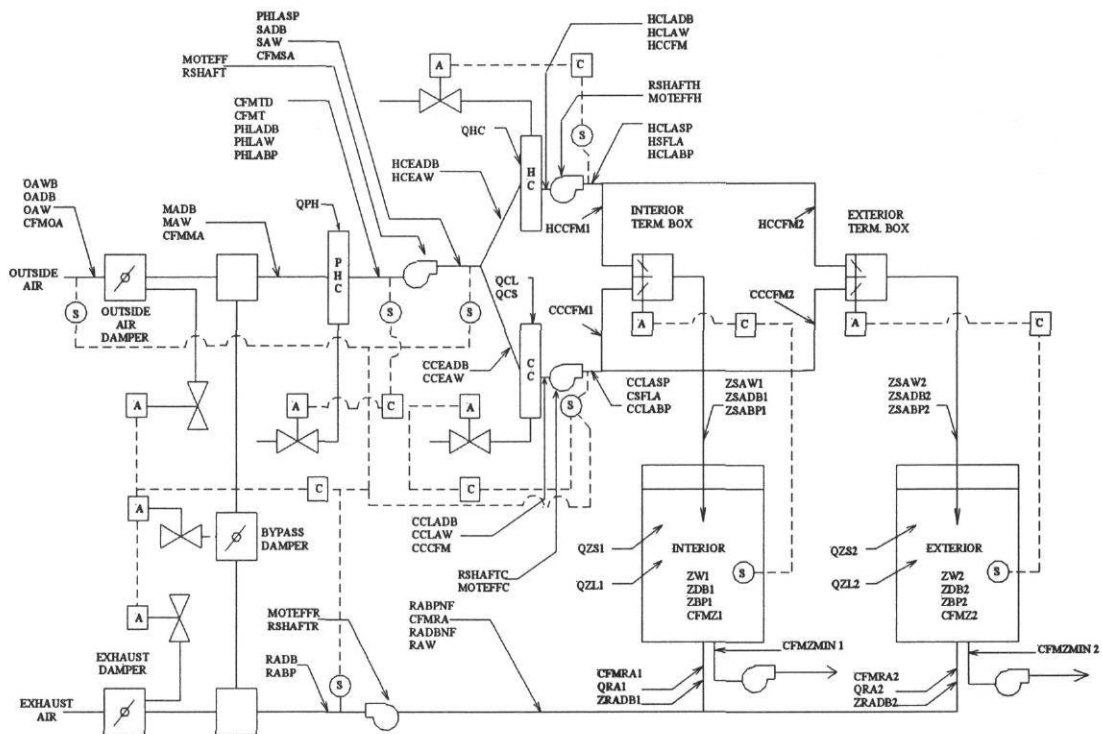 PHLASP
SADB
SAW
CFMSA
MOTEFF
RSHAFT
CFMTD
CFMT
PHLADB
PHLAW
PHLABP
HCLADB
HCLAW
HCCFM
A
C
RSHAFTH
MOTEFFH
S
QHC
HCLASP
HSFLA
HCLABP
HC
HCEADB
HCEAW
OAWB
OADB
OAW
CFMOA
MADB
MAW
CFMMA
QPH
HCCFM1
INTERIOR
TERM. BOX
HCCFM2
EXTERIOR
TERM. BOX
OUTSIDE
AIR
PHC
S
OUTSIDE
AIR
DAMPER
S
S
QCL
QCS
CCCFM1
CCCFM2
A
C
A
C
CC
CCEADB
CCEAW
CCLASP
CSFLA
CCLABP
ZSAW1
ZSADB1
ZSABP1
ZSAW2
ZSADB2
ZSABP2
A
A
C
A
S
C
C
A
BYPASS
DAMPER
CCLADB
CCLAW
CCCFM
RSHAFTC
MOTEFFC
QZS1
INTERIOR
QZL1
ZW1
ZDB1
ZBP1
CFMZ1
S
QZS2
EXTERIOR
QZL2
ZW2
ZDB2
ZBP2
CFMZ2
S
A
EXHAUST
DAMPER
MOTEFFR
RSHAFTR
RABPNF
CFMRA
RADBNF
RAW
RADB
RABP
S
CFMZMIN 1
CFMZMIN 2
CFMRA1
QRA1
ZRADB1
CFMRA2
QRA2
ZRADB2
EXHAUST
AIR